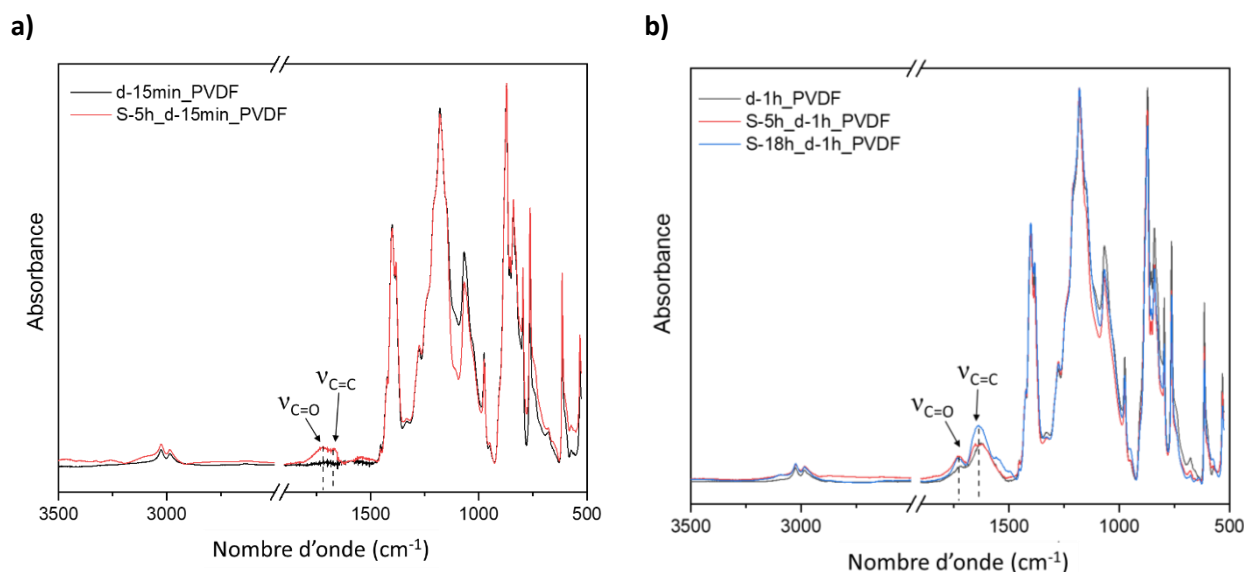 a)
d-15min_PVDF
S-5h_d-15min_PVDF
Absorbance
νC=O
νC=C
3500
3000
1500
1000
500
Nombre d’onde (cm-1)
b)
d-1h_PVDF
S-5h_d-1h_PVDF
S-18h_d-1h_PVDF
Absorbance
νC=O
νC=C
3500
3000
1500
1000
500
Nombre d’onde (cm-1)